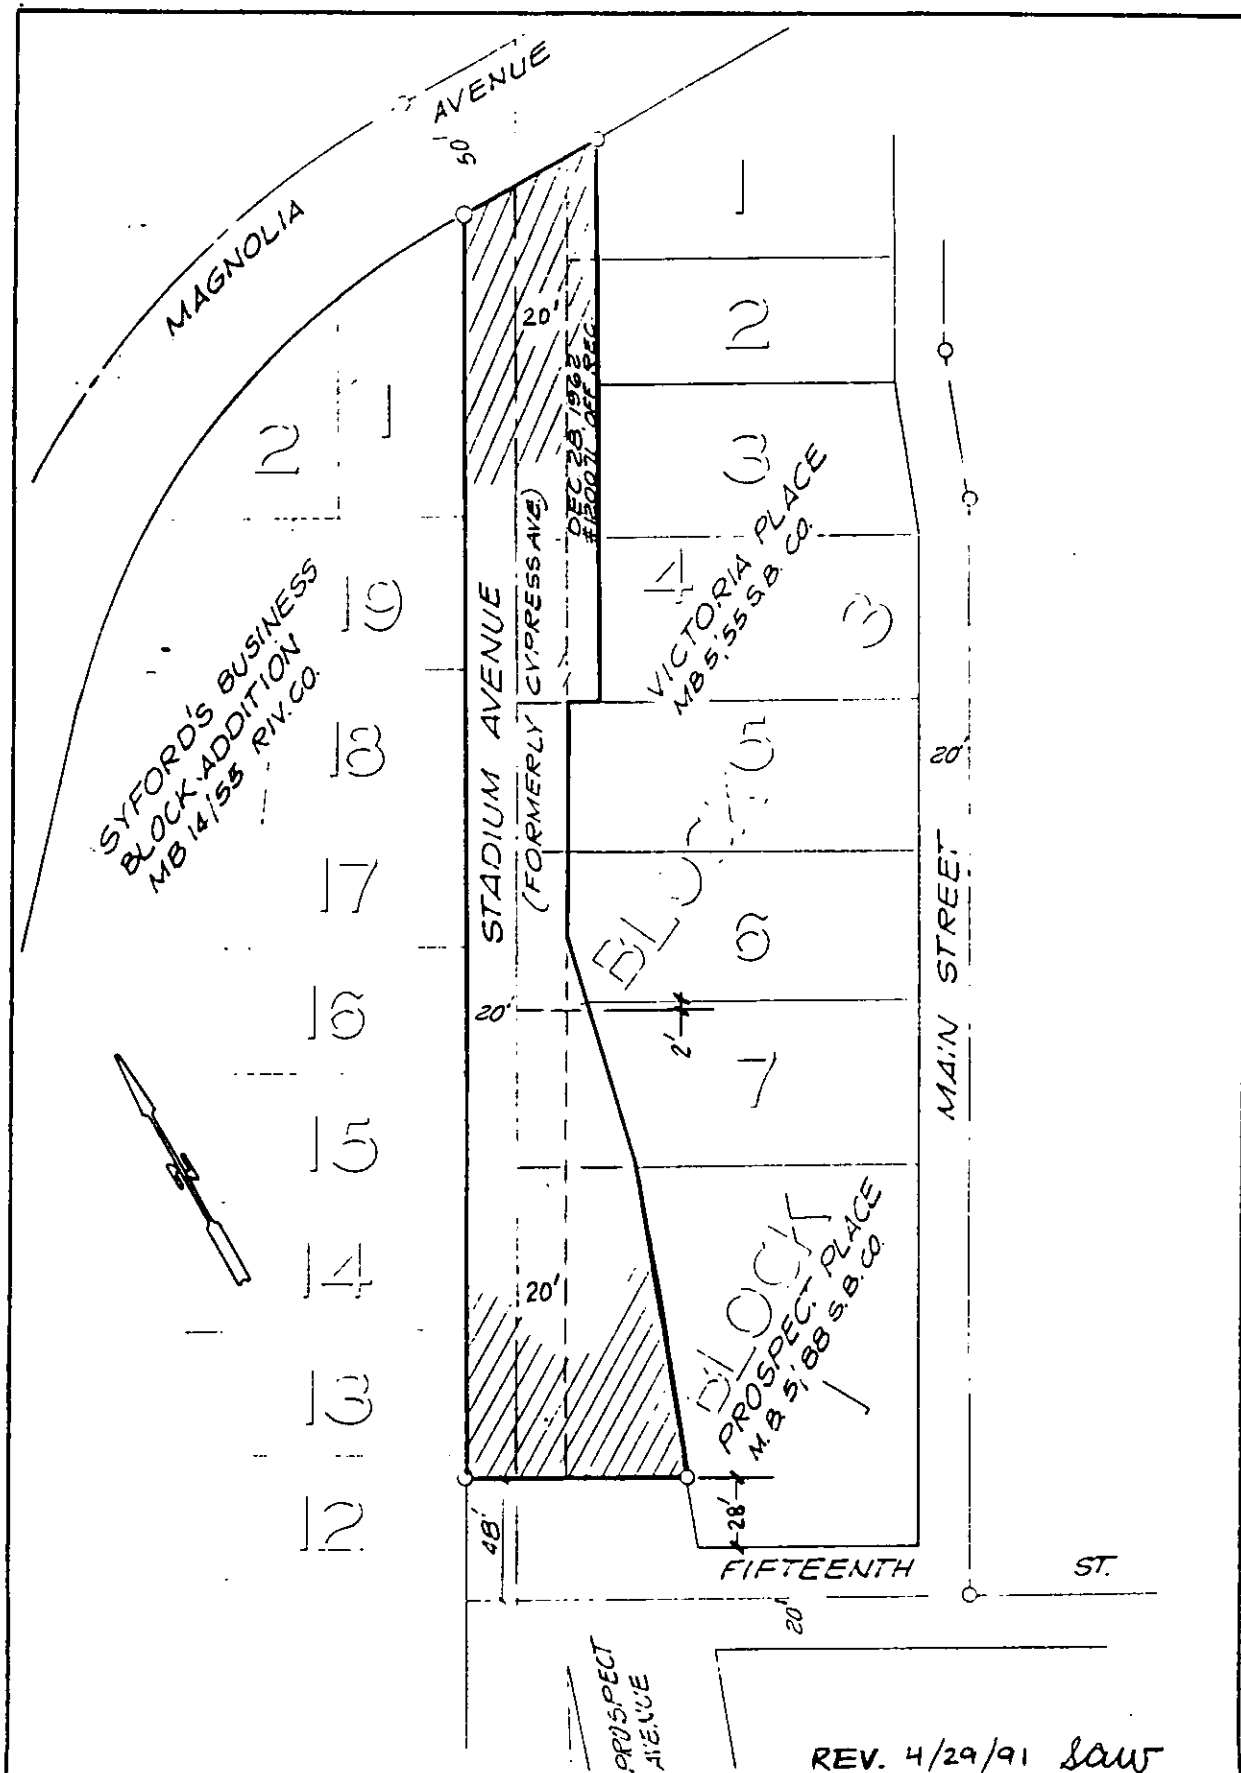 AVENUE
50'
MAGNOLIA
1
2
20'
DEC. 28, 1962
#120071 OFF. REC.
2
1
3
VICTORIA PLACE
MB 5/55 S.B. CO.
4
3
19
SYFORD'S BUSINESS
BLOCK ADDITION
MB 14/55 RIV. CO.
STADIUM AVENUE
(FORMERLY CYPRESS AVE.)
18
5
20'
17
BLOCK
6
MAIN STREET
16
20'
2'
7
15
N
14
20'
BLOCK
1
PROSPECT PLACE
M.B. 5/88 S.B. CO.
13
12
48'
28'
FIFTEENTH ST.
20'
PROSPECT
AVENUE
REV. 4/29/91 SAW